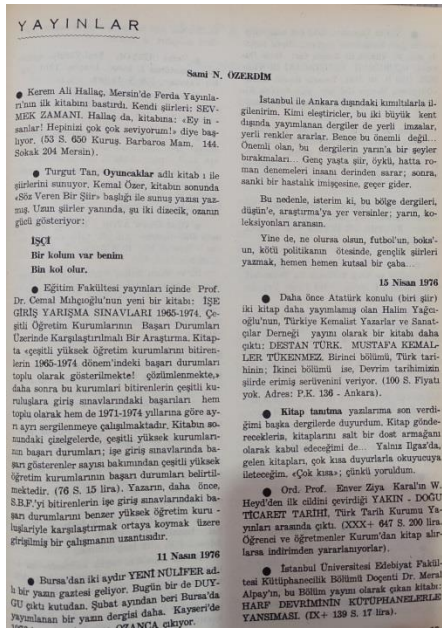 YAYINLAR
Sami N. ÖZERDİM
● Kerem Ali Hallaç, Mersin'de Ferda Yayınla-
rı'nın ilk kitabını bastırdı. Kendi şiirleri: SEV-
MEK ZAMANI. Hallaç da, kitabına: «Ey in -
sanlar! Hepinizi çok çok seviyorum!» diye baş-
lıyor. (53 S. 650 Kuruş. Barbaros Mam. 144.
Sokak 204 Mersin).
● Turgut Tan, Oyuncaklar adlı kitab ı ile
şiirlerini sunuyor. Kemal Özer, kitabın sonunda
«Söz Veren Bir Şiir» başlığı ile sunuş yazısı yaz-
mış. Uzun şiirler yanında, şu iki dizecik, ozanın
gücü gösteriyor:
İŞÇİ
Bir kolum var benim
Bin kol olur.
● Eğitim Fakültesi yayınları içinde Prof.
Dr. Cemal Mıhçıoğlu'nun yeni bir kitabı: İŞE
GİRİŞ YARIŞMA SINAVLARI 1965-1974. Çe-
şitli Öğretim Kurumlarının Başarı Durumları
Üzerinde Karşılaştırılmalı Bir Araştırma. Kitap-
ta «çeşitli yüksek öğretim kurumlarını bitiren-
lerin 1965-1974 dönem'indeki başarı durumları
toplu olarak gösterilmekte! çözümlenmekte,»
daha sonra bu kurumlari bitirenlerin çeşitli ku-
ruluşlara giriş sınavlarındaki başarıları hem
toplu olarak hem de 1971-1974 yıllarına göre ay-
rı ayrı sergilenmeye çalışılmaktadır. Kitabın so-
nundaki çizelgelerde, çeşitli yüksek kurumları-
nın başarı durumları; işe giriş sınavlarında ba-
şarı gösterenler sayısı bakımından çeşitli yüksek
öğretim kurumlarının başarı durumları belirtil-
mektedir. (76 S. 15 lira). Yazarın, daha önce,
S.B.F.'yi bitirenlerin işe giriş sınavlarındaki ba-
şarı durumlarını benzer yüksek öğretim kuru -
luşlariyle karşılaştırmak ortaya koymak üzere
girişilmiş bir çalışmanın uzantısıdır.
11 Nasın 1976
● Bursa'dan iki aydır YENİ NÜLİFER ad-
lı bir yazın gazetesi geliyor. Bugün bir de DUY-
GU çıktı kutudan. Şubat ayından beri Bursa'da
yayımlanan bir yazın dergisi daha. Kayseri'de
OZANCA çıkıyor.
İstanbul ile Ankara dışındaki kımıltılarla il-
gilenirim. Kimi eleştiriciler, bu iki büyük kent
dışında yayımlanan dergiler de yerli imzalar,
yerli renkler ararlar. Bence bu önemli değil...
Önemli olan, bu dergilerin yarın'a bir şeyler
bırakmaları... Genç yaşta şiir, öykü, hatta ro-
man denemeleri insanı derinden sarar; sonra,
sanki bir hastalık imişçesine, geçer gider.
Bu nedenle, isterim ki, bu bölge dergileri,
düşün'e, araştırma'ya yer versinler; yarın, ko-
leksiyonları aransın.
Yine de, ne olursa olsun, futbol'un, boks'-
un, kötü politikanın ötesinde, gençlik şiirleri
yazmak, hemen hemen kutsal bir çaba...
15 Nisan 1976
● Daha önce Atatürk konulu (biri şiir)
iki kitap daha yayımlamış olan Halim Yağcı-
oğlu'nun, Türkiye Kemalist Yazarlar ve Sanat-
çılar Derneği yayını olarak bir kitabı daha
çıktı: DESTAN TÜRK. MUSTAFA KEMAL-
LER TÜKENMEZ. Birinci bölümü, Türk tari-
hinin; İkinci bölümü ise, Devrim tarihimizin
şiirde erimiş serüvenini veriyor. (100 S. Fiyatı
yok. Adres: P.K. 136 - Ankara).
● Kitap tanıtma yazılarıma son verdi-
ğimi başka dergilerde duyurdum. Kitap gönde-
receklerin, kitaplarını salt bir dost armağanı
olarak kabul edeceğimi de... Yalnız Ilgaz'da,
gelen kitapları, çok kısa duyurularla okuyucuya
ileteceğim. «Çok kısa»; çünkü yoruldum.
● Ord. Prof. Enver Ziya Karal'ın W.
Heyd'den ilk cildini çevirdiği YAKIN - DOĞU
TİCARET TARİHİ, Türk Tarih Kurumu Ya-
yınları arasında çıktı. (XXX+ 647 S. 200 lira.
Öğrenci ve öğretmenler Kurum'dan kitap alır-
larsa indirimden yararlanıyorlar).
● İstanbul Üniversitesi Edebiyat Fakül-
tesi Kütüphanecilik Bölümü Doçenti Dr. Meral
Alpay'ın, bu Bölüm yayını olarak çıkan kitabı:
HARF DEVRİMİNİN KÜTÜPHANELERLE
YANSIMASI. (IX+ 139 S. 17 lira).